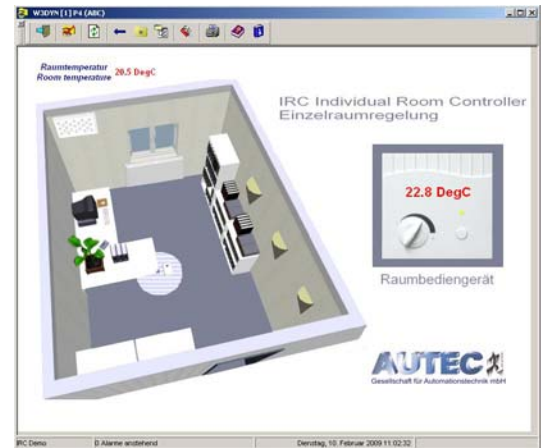 W3DYN [1] P4 (ABC)
Raumtemperatur
Room temperature
20.5 DegC
IRC Individual Room Controller
Einzelraumregelung
22.8 DegC
Raumbediengerät
AUTEC
Gesellschaft für Automationstechnik mbH
IRC Demo
0 Alarme anstehend
Dienstag, 10. Februar 2009 11:02:32